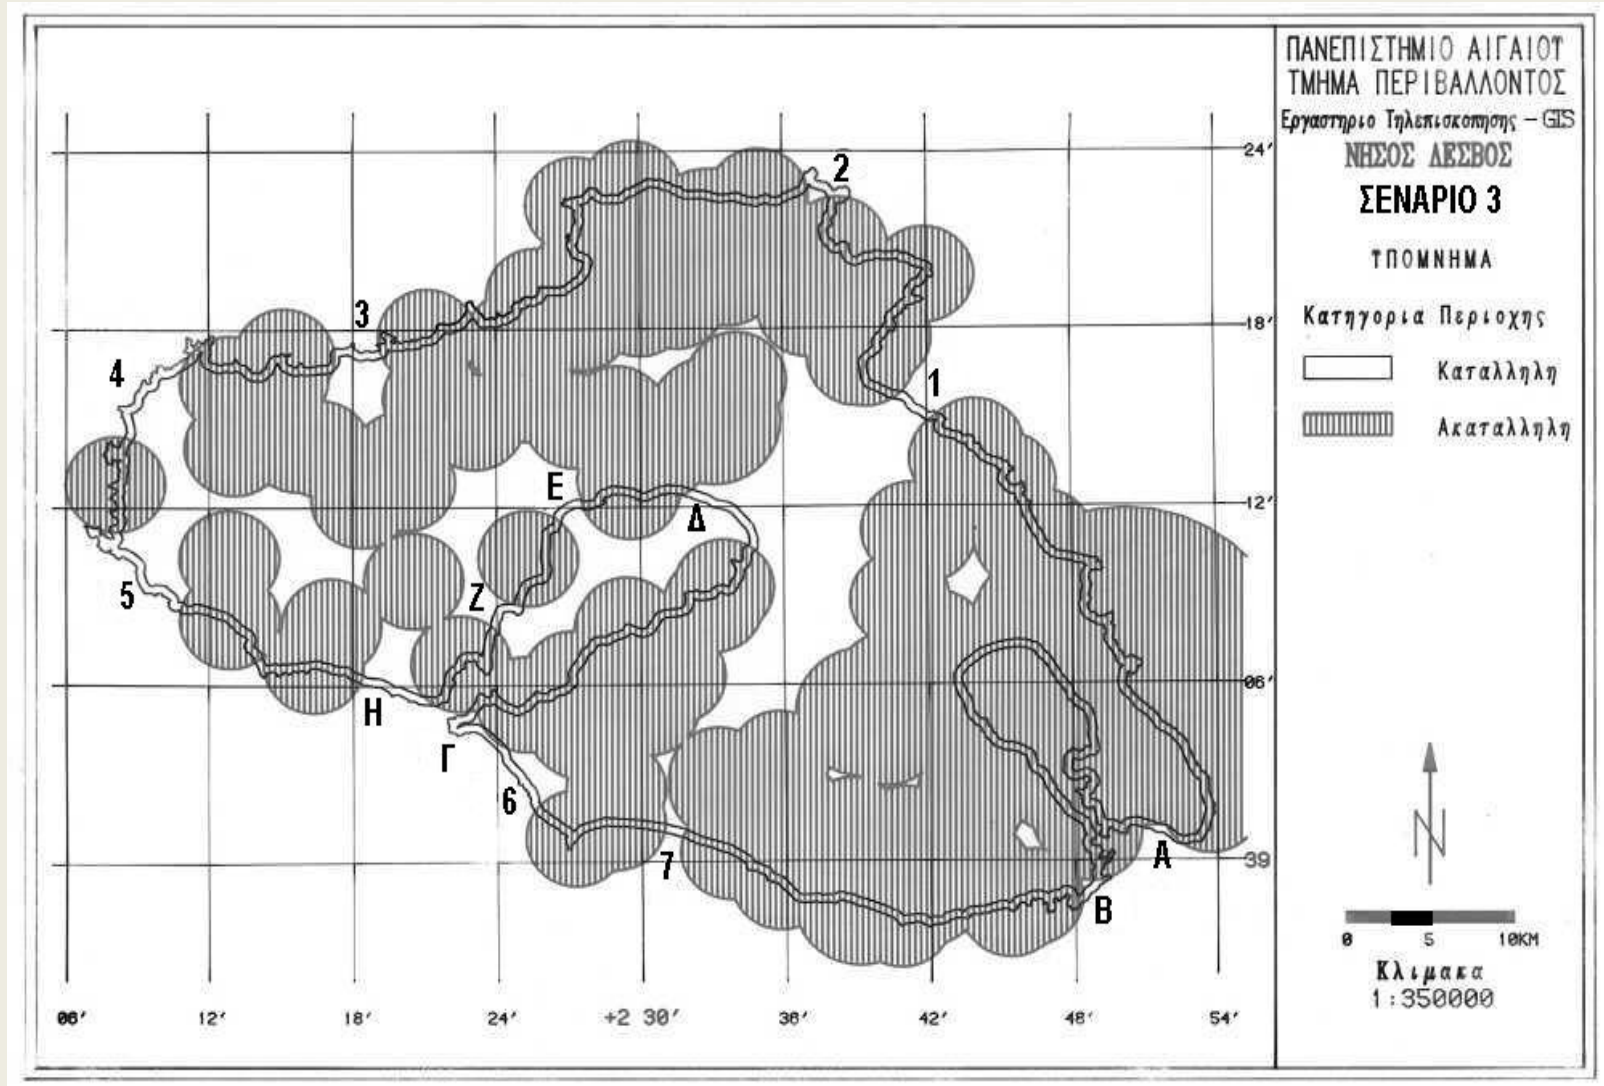 ΠΑΝΕΠΙΣΤΗΜΙΟ ΑΙΓΑΙΟΥ
ΤΜΗΜΑ ΠΕΡΙΒΑΛΛΟΝΤΟΣ
Εργαστηριο Τηλεπισκοπησης - GIS
ΝΗΣΟΣ ΛΕΣΒΟΣ
ΣΕΝΑΡΙΟ 3
ΥΠΟΜΝΗΜΑ
Κατηγορια Περιοχης
Καταλληλη
Ακαταλληλη
0 5 10KM
Κλιμακα
1:350000
N
24'
18'
12'
06'
39
2
3
4
1
Ε
Δ
5
Ζ
Η
Γ
6
7
Α
Β
06' 12' 18' 24' +2 30' 36' 42' 48' 54'